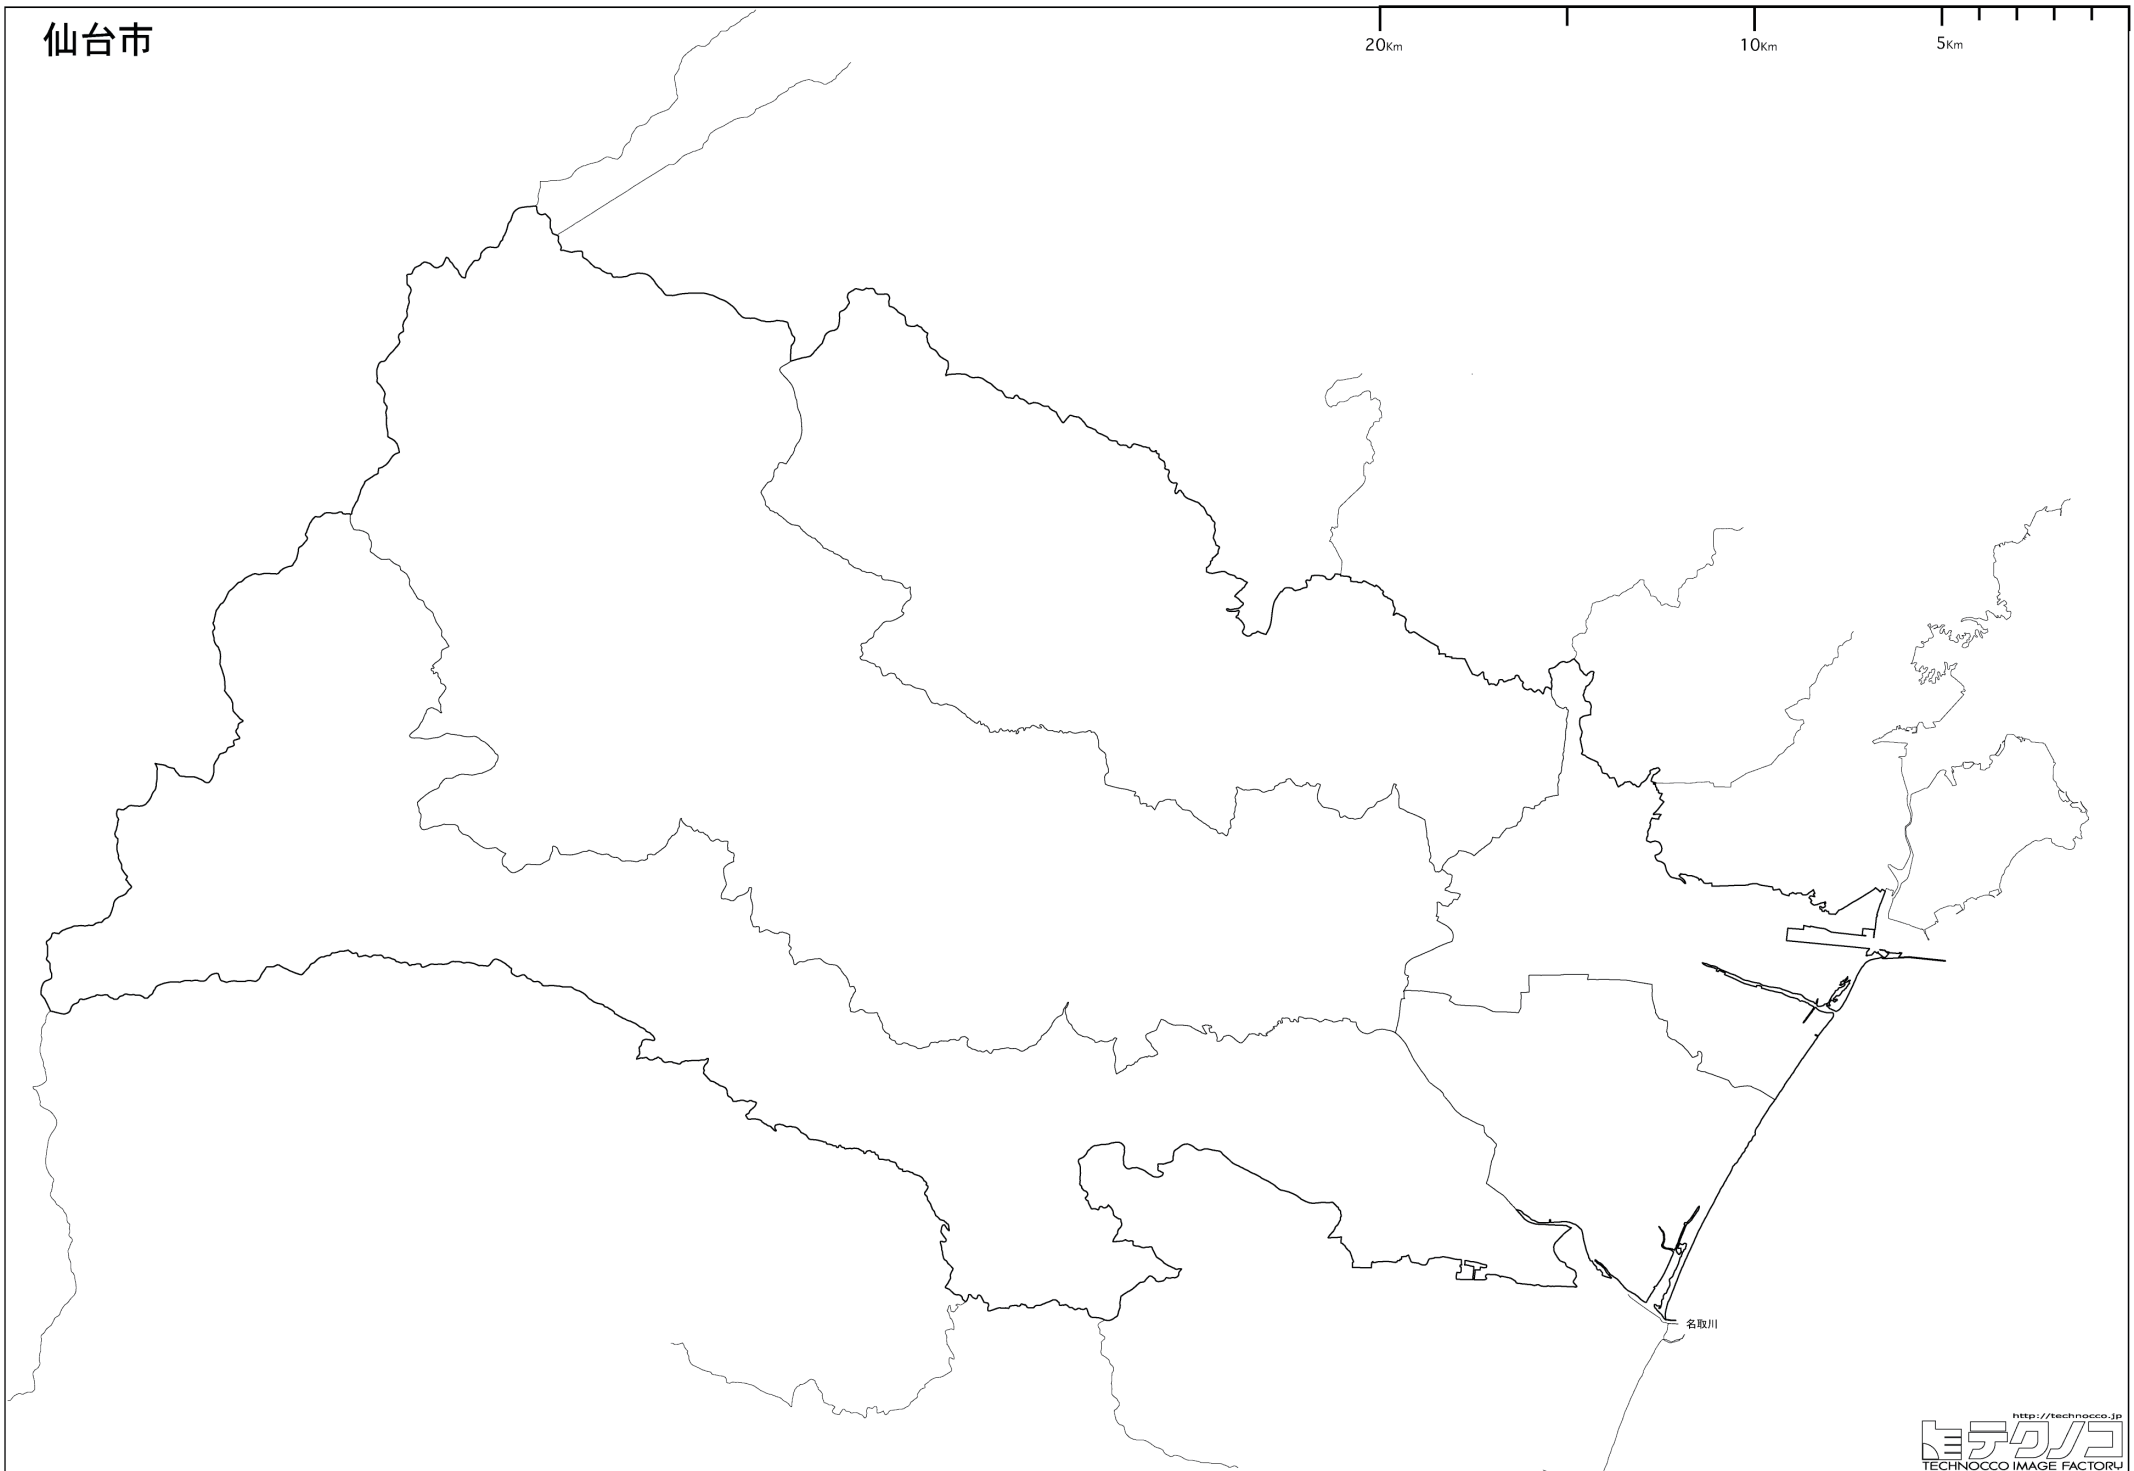 仙台市
20Km
10Km
5Km
名取川
http://technocco.jp
テクノコ
TECHNOCCO IMAGE FACTORY